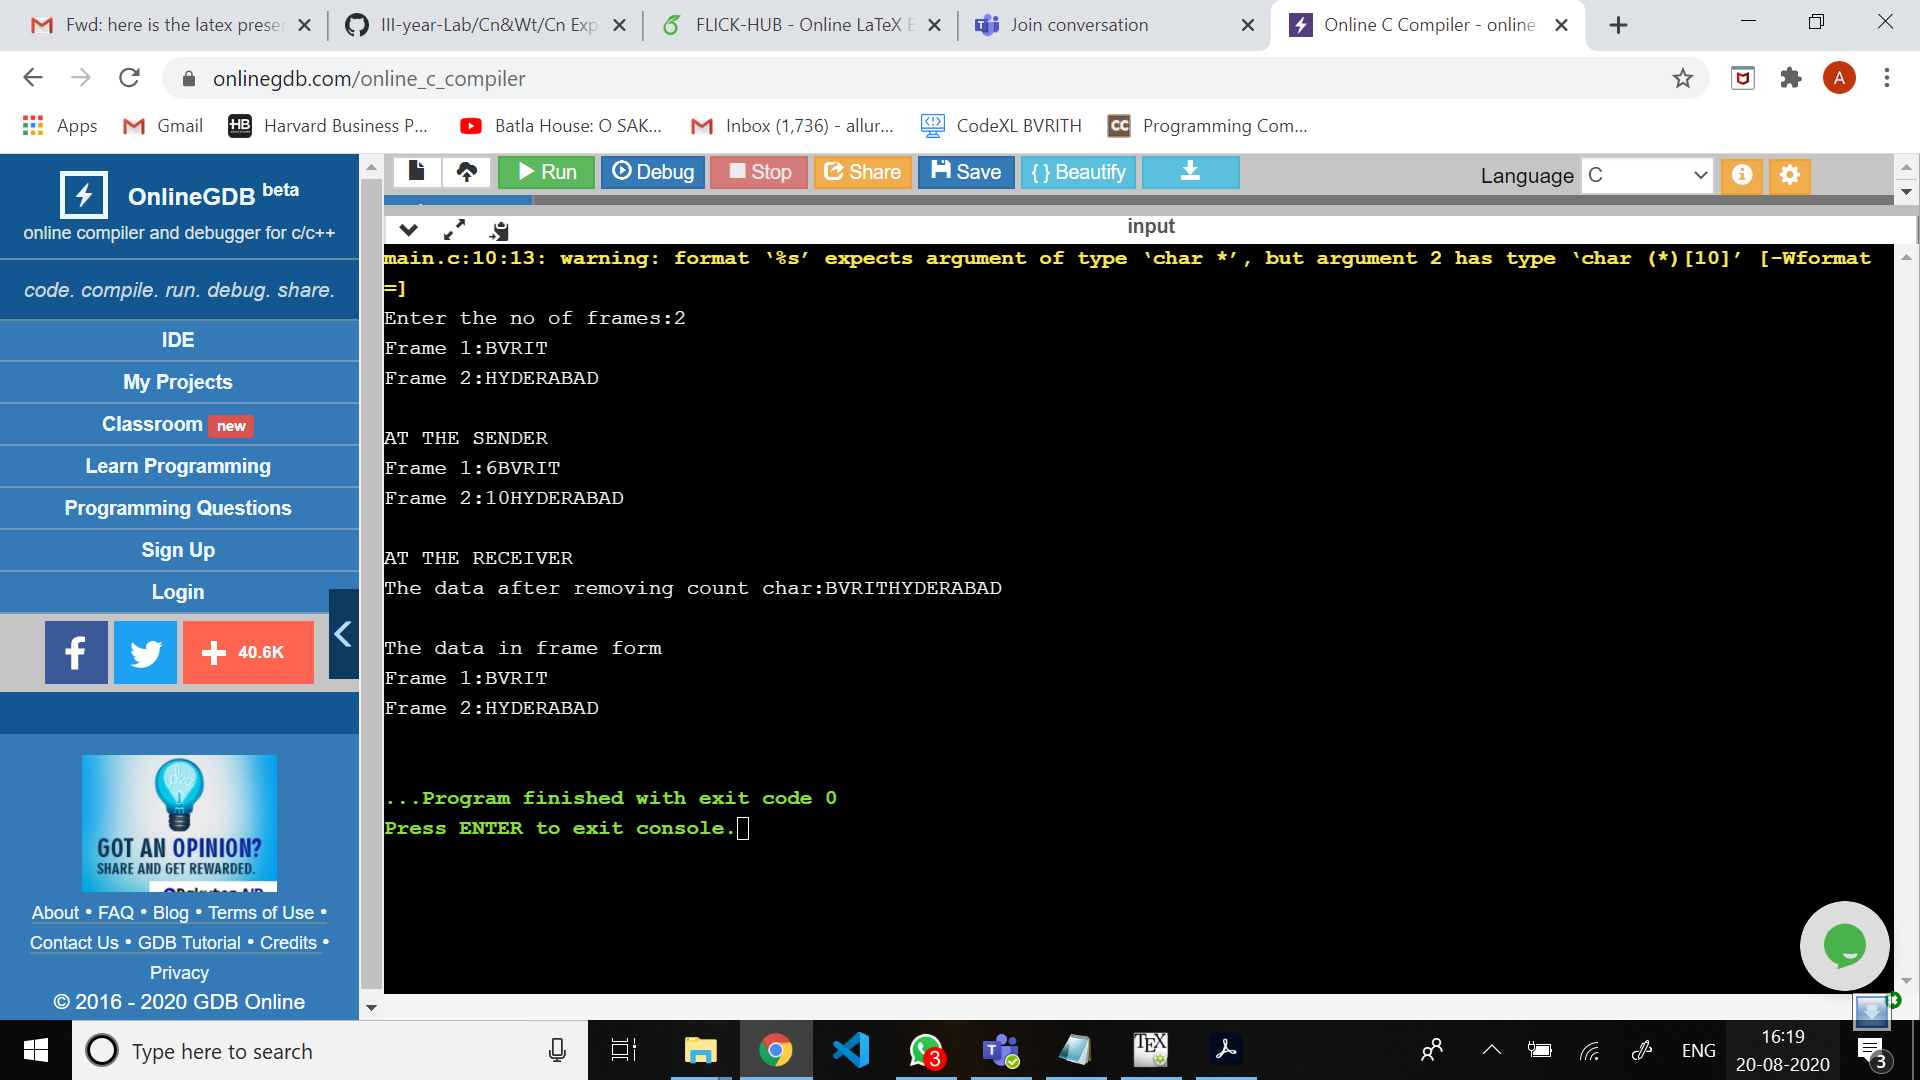 Fwd: here is the latex prese
III-year-Lab/Cn&Wt/Cn Exp
FLICK-HUB - Online LaTeX E
Join conversation
Online C Compiler - online
onlinegdb.com/online_c_compiler
A
Apps
Gmail
HB
Harvard Business P...
Batla House: O SAK...
Inbox (1,736) - allur...
CodeXL BVRITH
CC
Programming Com...
OnlineGDB beta
online compiler and debugger for c/c++
code. compile. run. debug. share.
IDE
My Projects
Classroom new
Learn Programming
Programming Questions
Sign Up
Login
40.6K
GOT AN OPINION?
SHARE AND GET REWARDED.
About • FAQ • Blog • Terms of Use •
Contact Us • GDB Tutorial • Credits •
Privacy
© 2016 - 2020 GDB Online
Run
Debug
Stop
Share
Save
{ } Beautify
Language C
input
main.c:10:13: warning: format ‘%s’ expects argument of type ‘char *’, but argument 2 has type ‘char (*)[10]’ [-Wformat
=]
Enter the no of frames:2
Frame 1:BVRIT
Frame 2:HYDERABAD
AT THE SENDER
Frame 1:6BVRIT
Frame 2:10HYDERABAD
AT THE RECEIVER
The data after removing count char:BVRITHYDERABAD
The data in frame form
Frame 1:BVRIT
Frame 2:HYDERABAD
...Program finished with exit code 0
Press ENTER to exit console.
Type here to search
3
TEX
ENG
16:19
20-08-2020
3